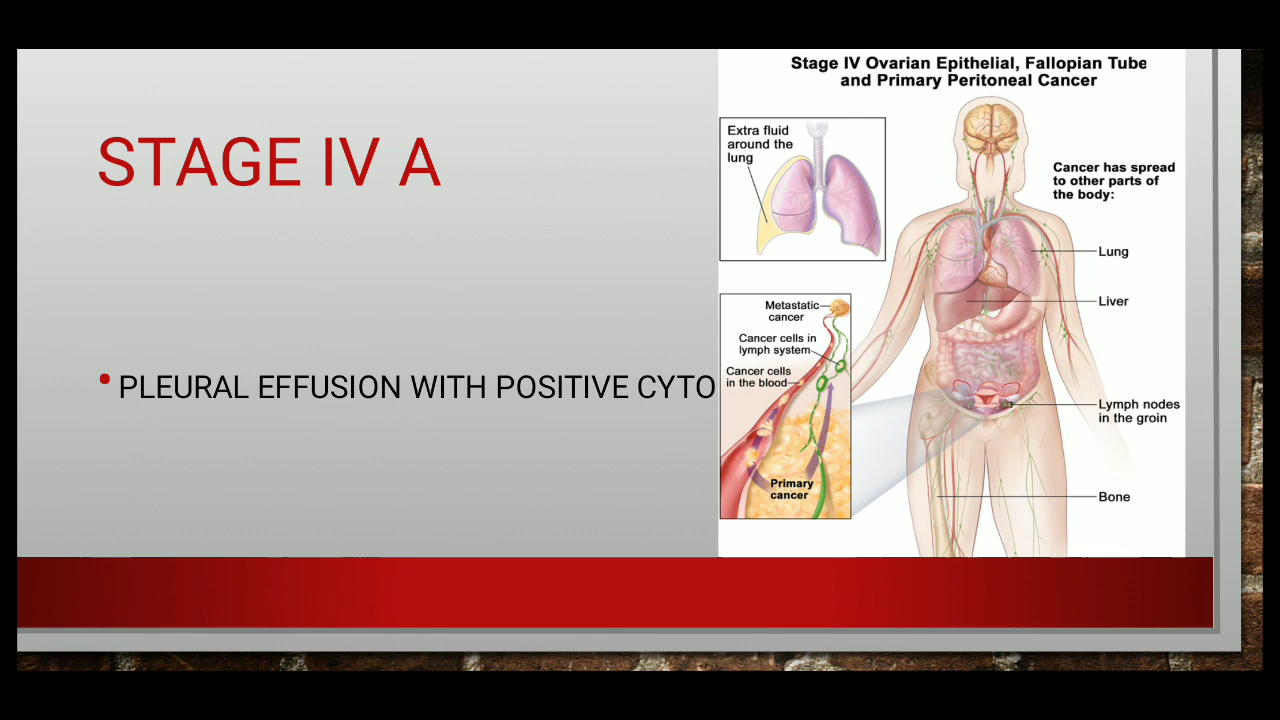 STAGE IV A
• PLEURAL EFFUSION WITH POSITIVE CYTO
Stage IV Ovarian Epithelial, Fallopian Tube
and Primary Peritoneal Cancer
Extra fluid
around the
lung
Cancer has spread
to other parts of
the body:
Lung
Liver
Metastatic
cancer
Cancer cells in
lymph system
Cancer cells
in the blood
Primary
cancer
Lymph nodes
in the groin
Bone